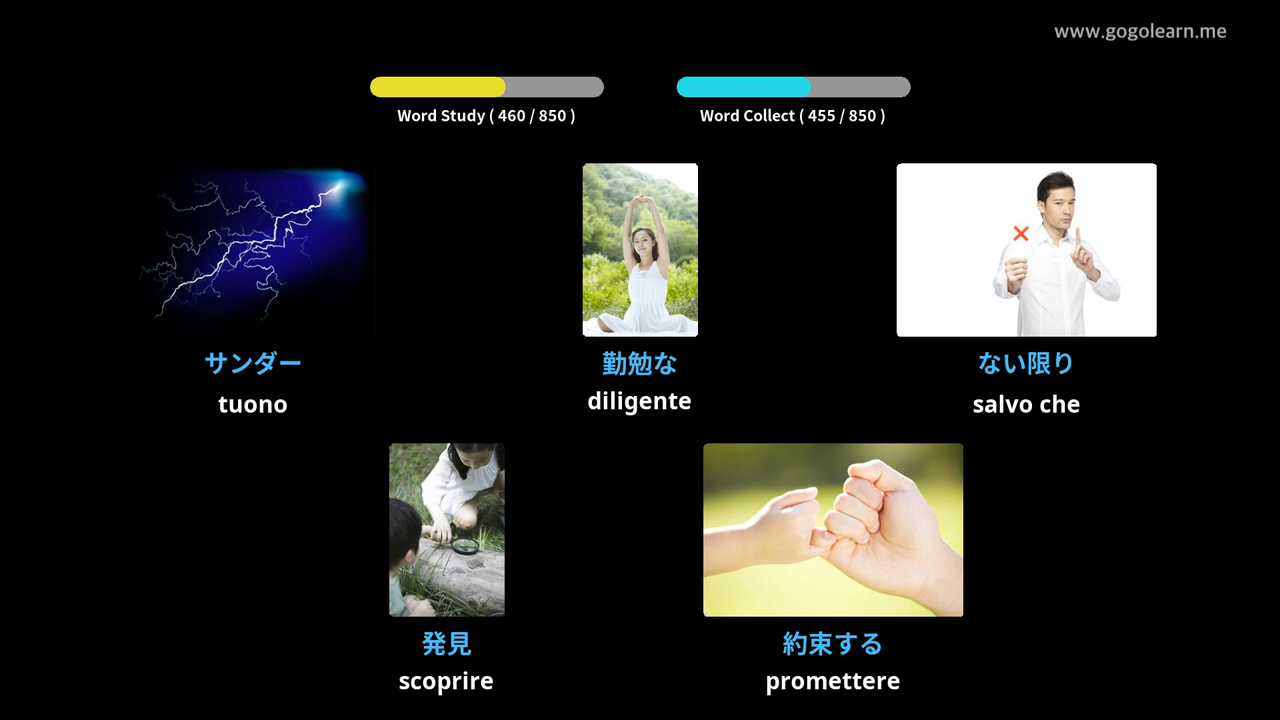 www.gogolearn.me
Word Study ( 460 / 850 )
Word Collect ( 455 / 850 )
サンダー
tuono
勤勉な
diligente
ない限り
salvo che
発見
scoprire
約束する
promettere